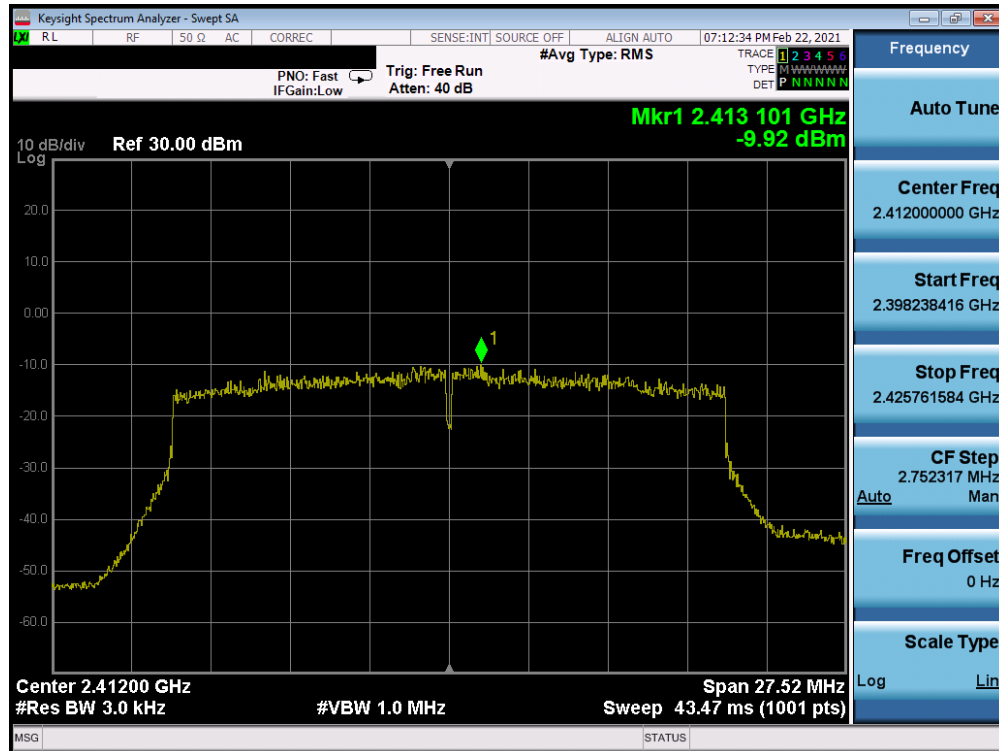 Keysight Spectrum Analyzer - Swept SA
LXI RL RF 50 Ω AC CORREC SENSE:INT SOURCE OFF ALIGN AUTO 07:12:34 PM Feb 22, 2021
#Avg Type: RMS
TRACE 1 2 3 4 5 6
PNO: Fast Trig: Free Run TYPE M WWWWW
IFGain:Low Atten: 40 dB DET P N N N N N
Mkr1 2.413 101 GHz
-9.92 dBm
10 dB/div Ref 30.00 dBm
Log
20.0
10.0
0.00
1
-10.0
-20.0
-30.0
-40.0
-50.0
-60.0
Center 2.41200 GHz Span 27.52 MHz
#Res BW 3.0 kHz #VBW 1.0 MHz Sweep 43.47 ms (1001 pts)
MSG STATUS
Frequency
Auto Tune
Center Freq
2.412000000 GHz
Start Freq
2.398238416 GHz
Stop Freq
2.425761584 GHz
CF Step
2.752317 MHz
Auto Man
Freq Offset
0 Hz
Scale Type
Log Lin